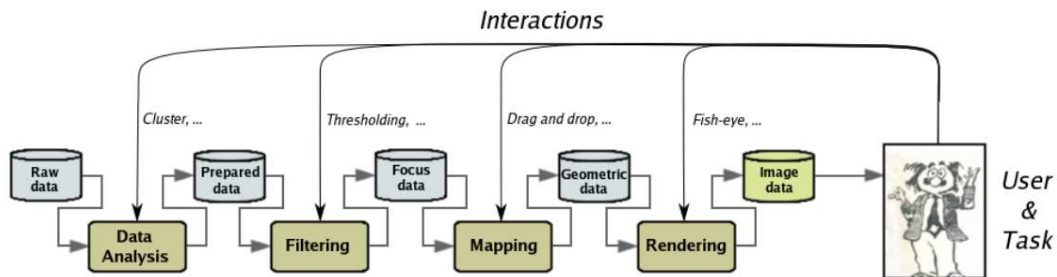 Interactions
Cluster, ...
Thresholding, ...
Drag and drop, ...
Fish-eye, ...
Raw
data
Prepared
data
Focus
data
Geometric
data
Image
data
User
&
Task
Data
Analysis
Filtering
Mapping
Rendering